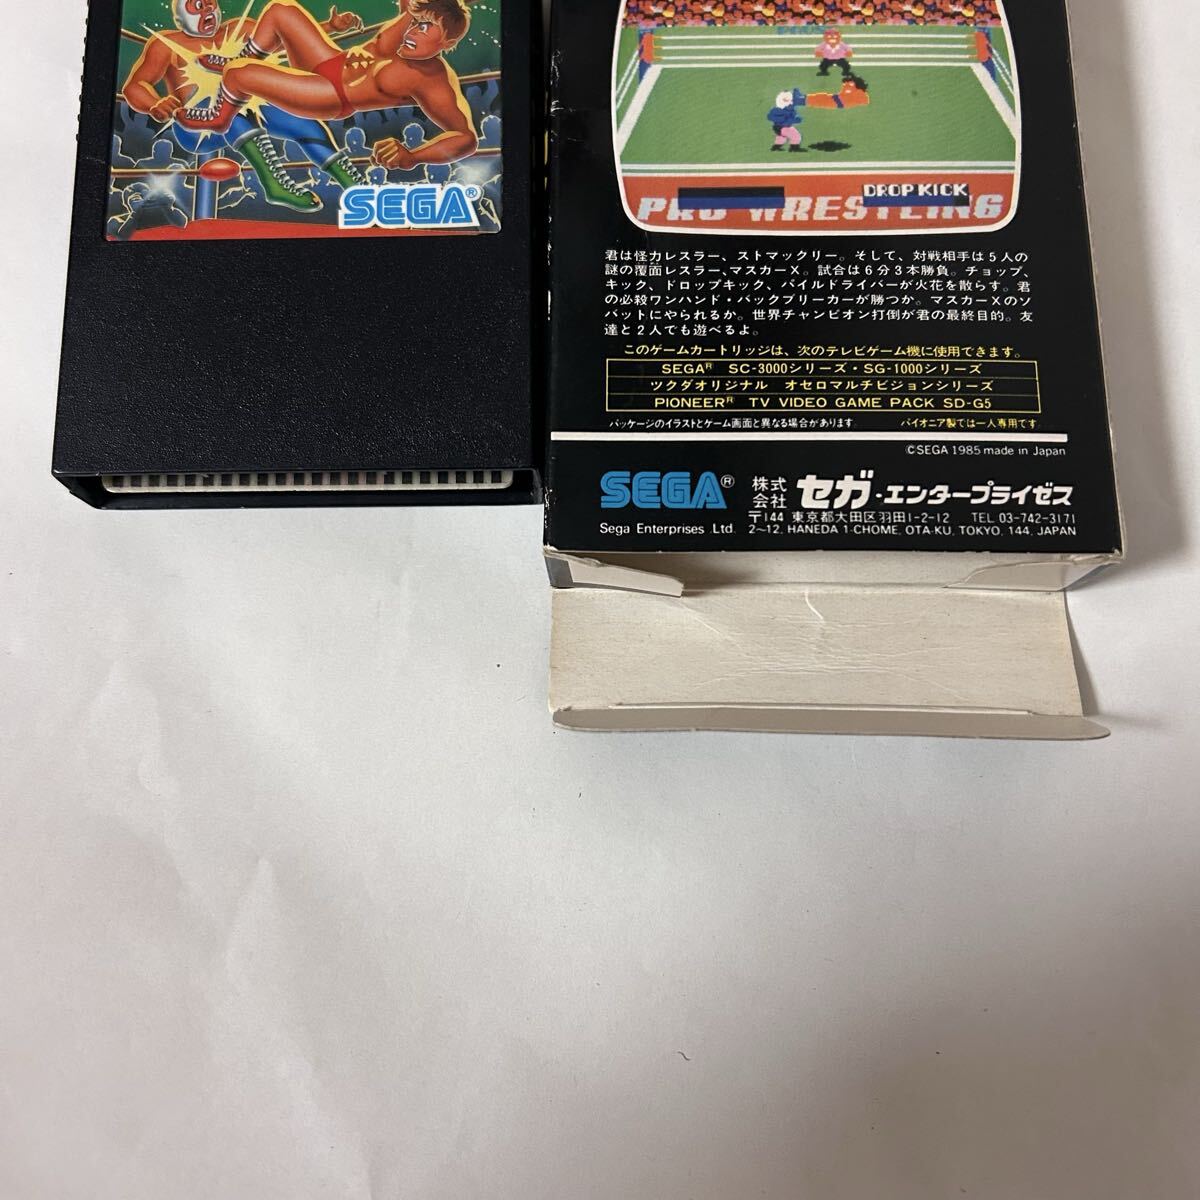 SEGA®
DROP KICK
PRO WRESTLING
君は怪力レスラー、ストマックリー。そして、対戦相手は5人の
謎の覆面レスラー、マスカーX。試合は6分3本勝負。チョップ、
キック、ドロップキック、パイルドライバーが火花を散らす。君
の必殺ワンハンド・バックブリーカーが勝つか。マスカーXのソ
バットにやられるか。世界チャンピオン打倒が君の最終目的。友
達と2人でも遊べるよ。
このゲームカートリッジは、次のテレビゲーム機に使用できます。
SEGA® SC-3000シリーズ・SG-1000シリーズ
ツクダオリジナル オセロマルチビジョンシリーズ
PIONEER® TV VIDEO GAME PACK SD-G5
パッケージのイラストとゲーム画面と異なる場合があります パイオニア製では一人専用です
©SEGA 1985 made in Japan
SEGA® 株式会社 セガ・エンタープライゼス
〒144 東京都大田区羽田1-2-12 TEL 03-742-3171
Sega Enterprises .Ltd. 2~12, HANEDA 1-CHOME, OTA-KU, TOKYO, 144, JAPAN